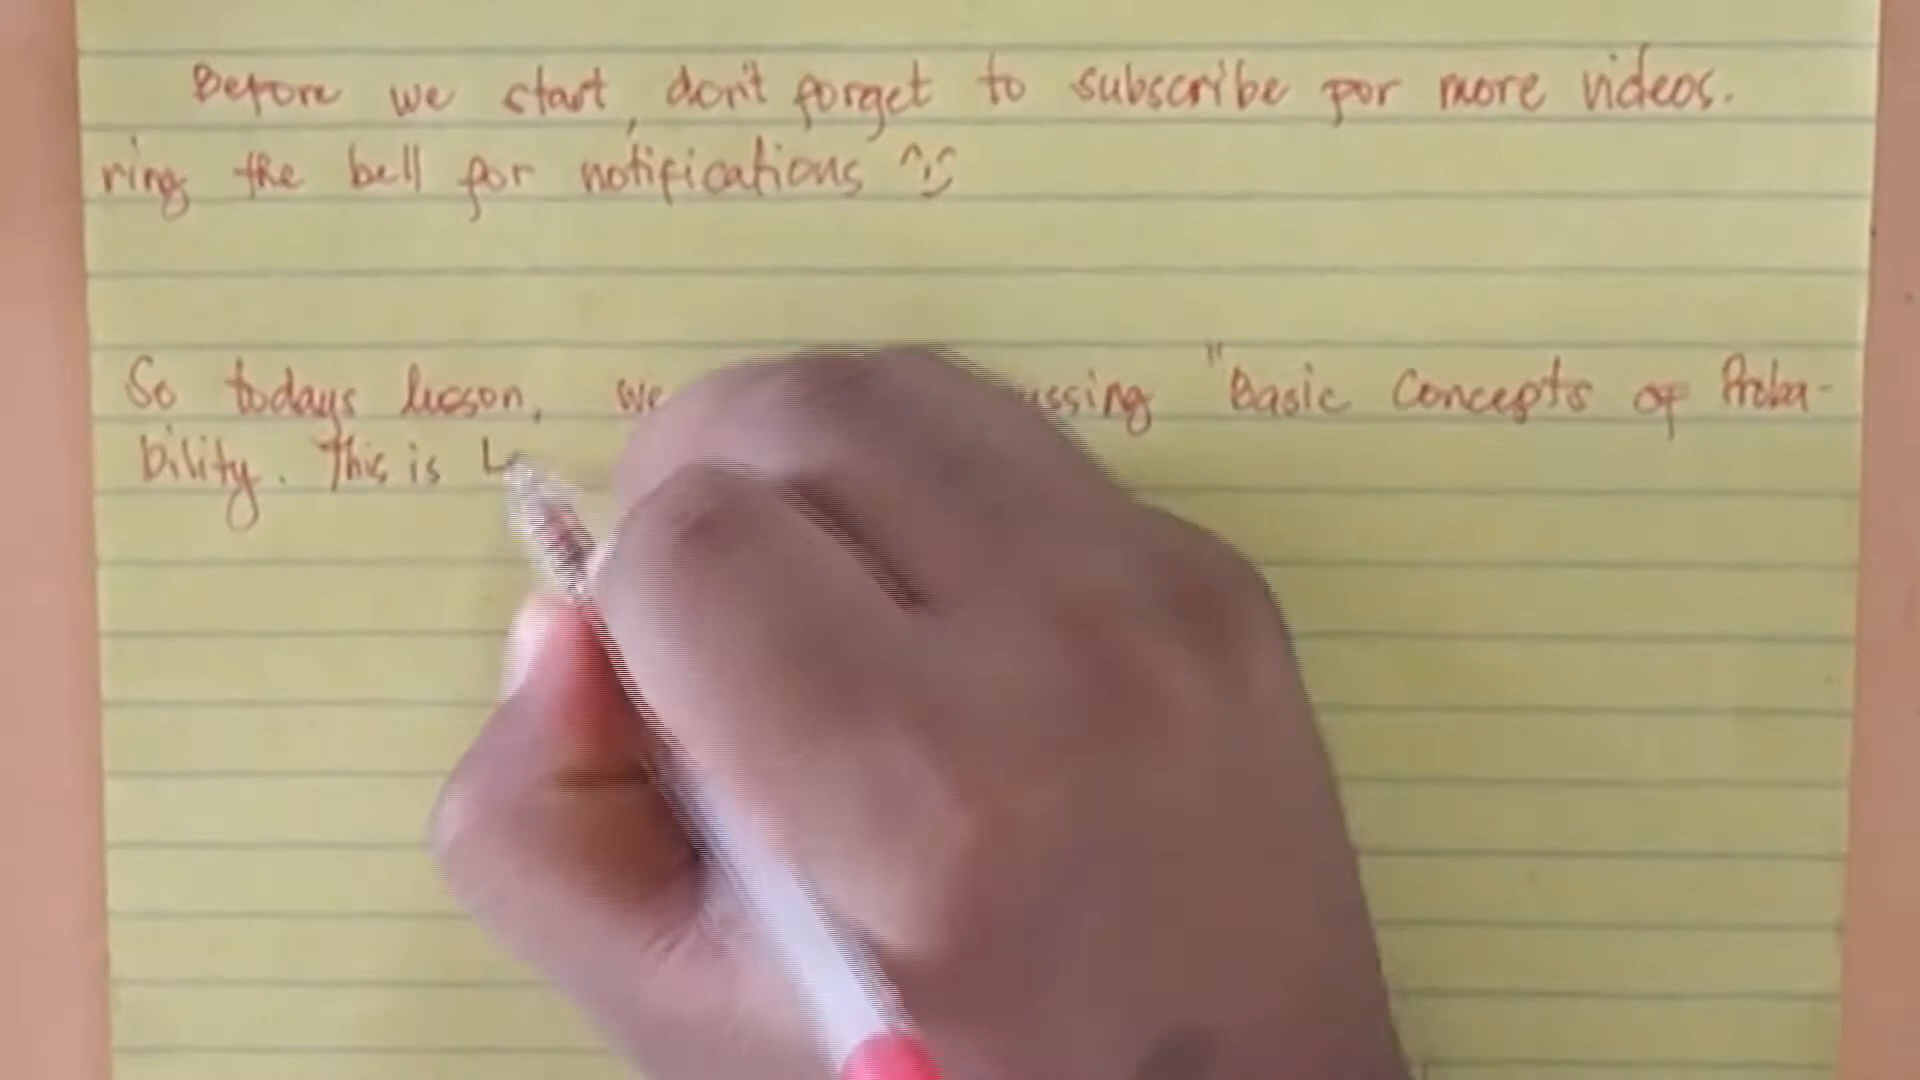 Before we start, don't forget to subscribe for more videos.
ring the bell for notifications
So todays lesson, we "Basic Concepts of Proba-
bility. This is